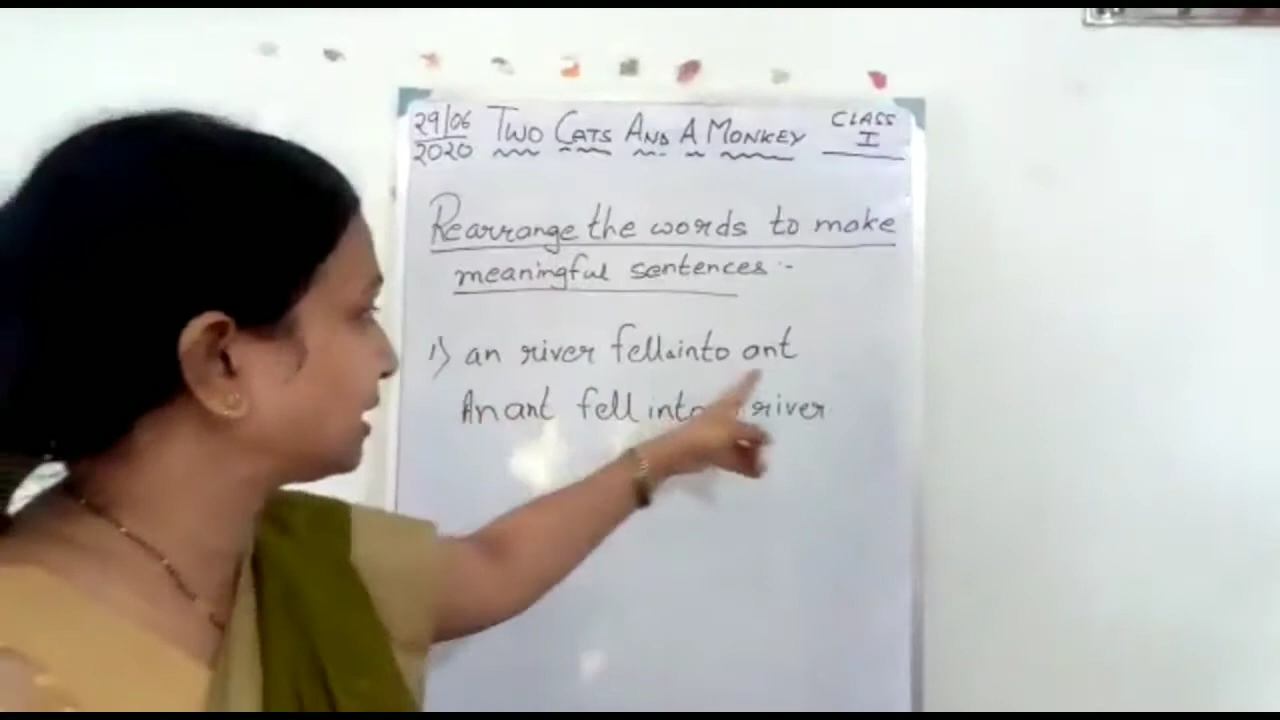 29/06
2020 TWO CATS AND A MONKEY CLASS I
Rearrange the words to make
meaningful sentences :-
1) an river fell a into ant
An ant fell into river